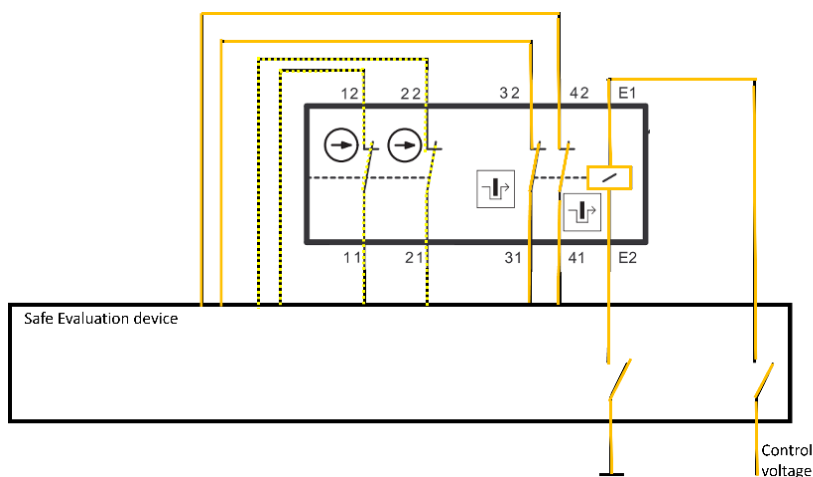 12 22 32 42 E1
11 21 31 41 E2
Safe Evaluation device
Control
voltage